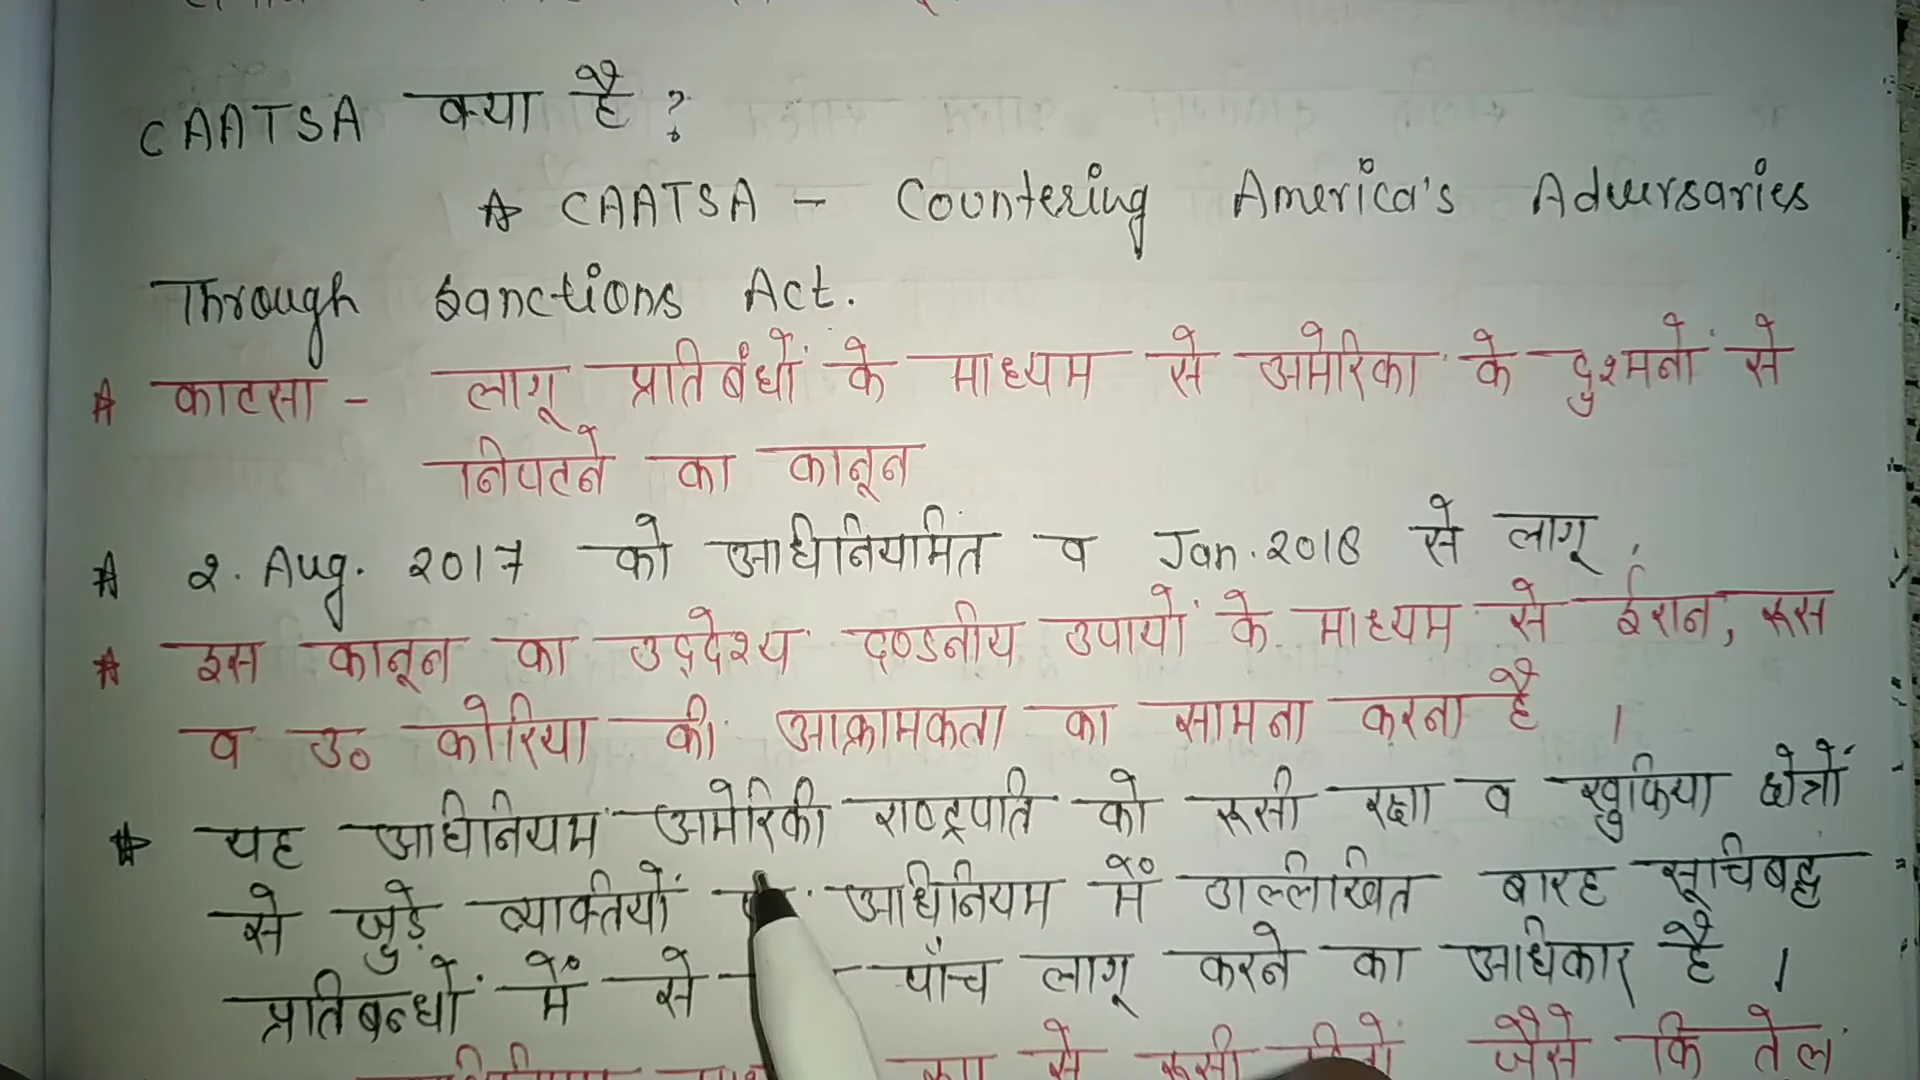 CAATSA क्या है ?
☆ CAATSA - Countering America's Adversaries
Through Sanctions Act.
☆ काटसा - लागू प्रतिबंधों के माध्यम से अमेरिका के दुश्मनों से
निपटने का कानून
☆ 2. Aug. 2017 को अधिनियमित व Jan. 2018 से लागू,
☆ इस कानून का उद्देश्य दण्डनीय उपायों के माध्यम से ईरान, रूस
व उ० कोरिया की आक्रामकता का सामना करना है ।
☆ यह अधिनियम अमेरिकी राष्ट्रपति को रूसी रक्षा व खुफिया क्षेत्रों
से जुड़े व्यक्तियों अधिनियम में उल्लिखित बारह सूचिबद्ध
प्रतिबन्धों में से पाँच लागू करने का अधिकार है ।
से रूसी जैसे कि तेल